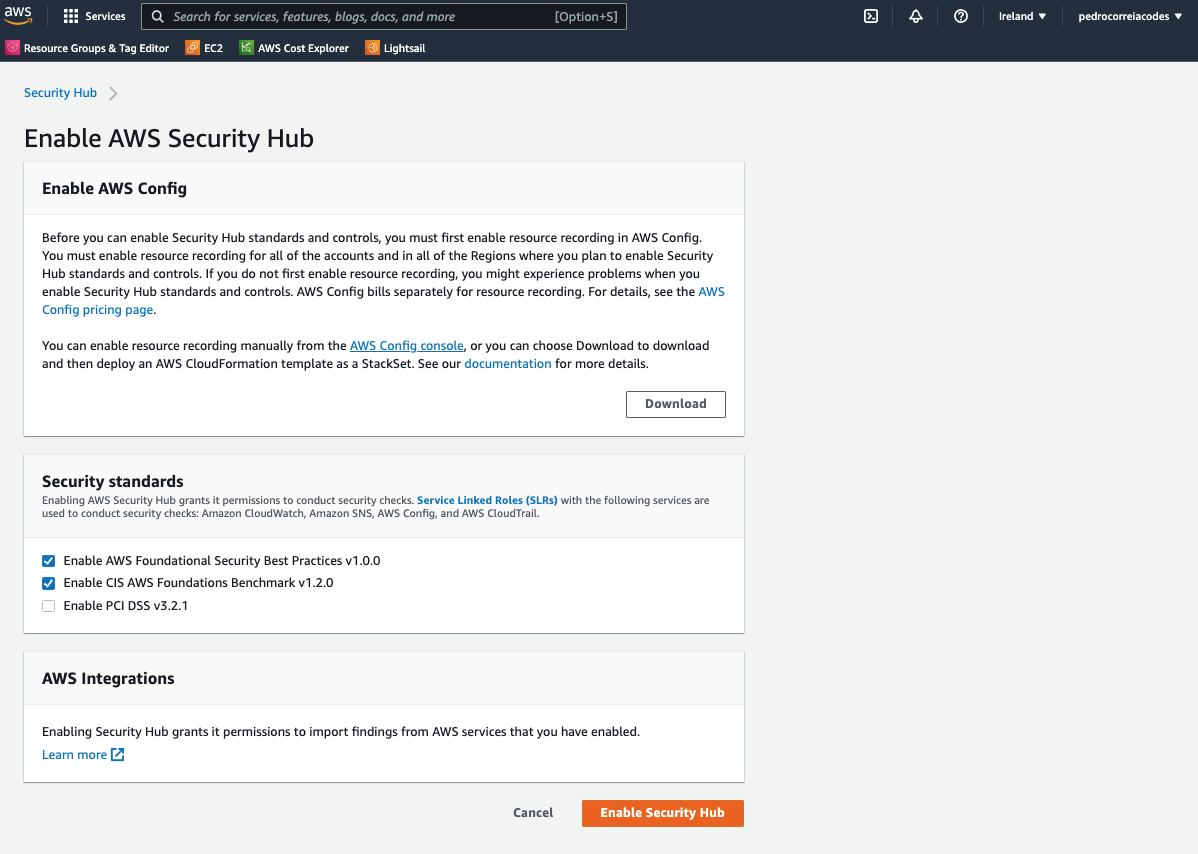 aws
Services
Search for services, features, blogs, docs, and more
[Option+S]
Ireland
pedrocorreiacodes
Resource Groups & Tag Editor
EC2
AWS Cost Explorer
Lightsail
Security Hub
Enable AWS Security Hub
Enable AWS Config
Before you can enable Security Hub standards and controls, you must first enable resource recording in AWS Config.
You must enable resource recording for all of the accounts and in all of the Regions where you plan to enable Security
Hub standards and controls. If you do not first enable resource recording, you might experience problems when you
enable Security Hub standards and controls. AWS Config bills separately for resource recording. For details, see the AWS
Config pricing page.
You can enable resource recording manually from the AWS Config console, or you can choose Download to download
and then deploy an AWS CloudFormation template as a StackSet. See our documentation for more details.
Download
Security standards
Enabling AWS Security Hub grants it permissions to conduct security checks. Service Linked Roles (SLRs) with the following services are
used to conduct security checks: Amazon CloudWatch, Amazon SNS, AWS Config, and AWS CloudTrail.
Enable AWS Foundational Security Best Practices v1.0.0
Enable CIS AWS Foundations Benchmark v1.2.0
Enable PCI DSS v3.2.1
AWS Integrations
Enabling Security Hub grants it permissions to import findings from AWS services that you have enabled.
Learn more
Cancel
Enable Security Hub